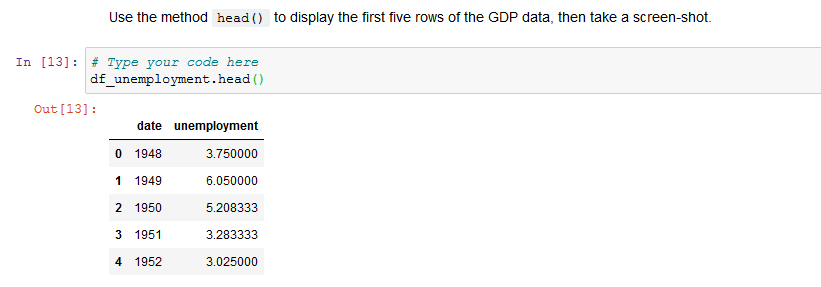 Use the method head() to display the first five rows of the GDP data, then take a screen-shot.
In [13]: # Type your code here
df_unemployment.head()
Out[13]:
date unemployment
0 1948 3.750000
1 1949 6.050000
2 1950 5.208333
3 1951 3.283333
4 1952 3.025000